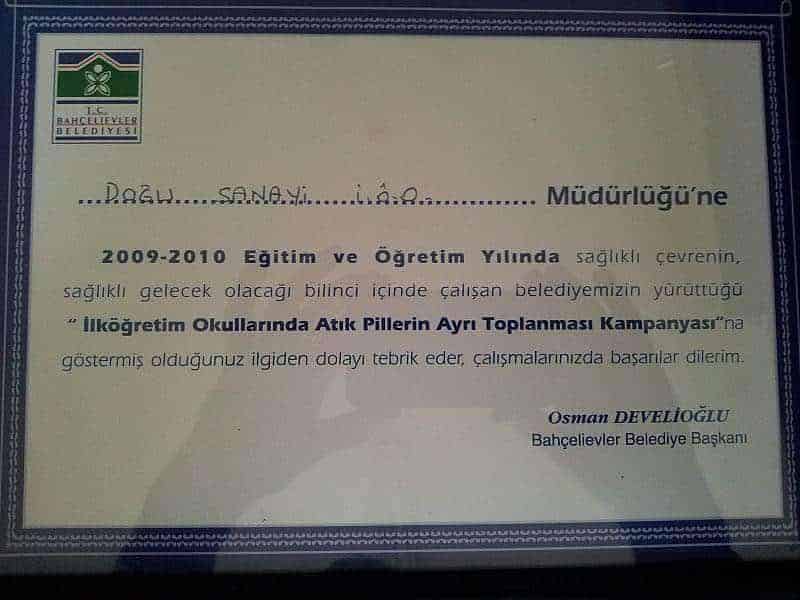 T.C.
BAHÇELİEVLER
BELEDİYESİ
...DOĞU.....SANAYİ.....İ.Ö.O................ Müdürlüğü'ne
2009-2010 Eğitim ve Öğretim Yılında sağlıklı çevrenin,
sağlıklı gelecek olacağı bilinci içinde çalışan belediyemizin yürüttüğü
" İlköğretim Okullarında Atık Pillerin Ayrı Toplanması Kampanyası"na
göstermiş olduğunuz ilgiden dolayı tebrik eder, çalışmalarınızda başarılar dilerim.
Osman DEVELİOĞLU
Bahçelievler Belediye Başkanı